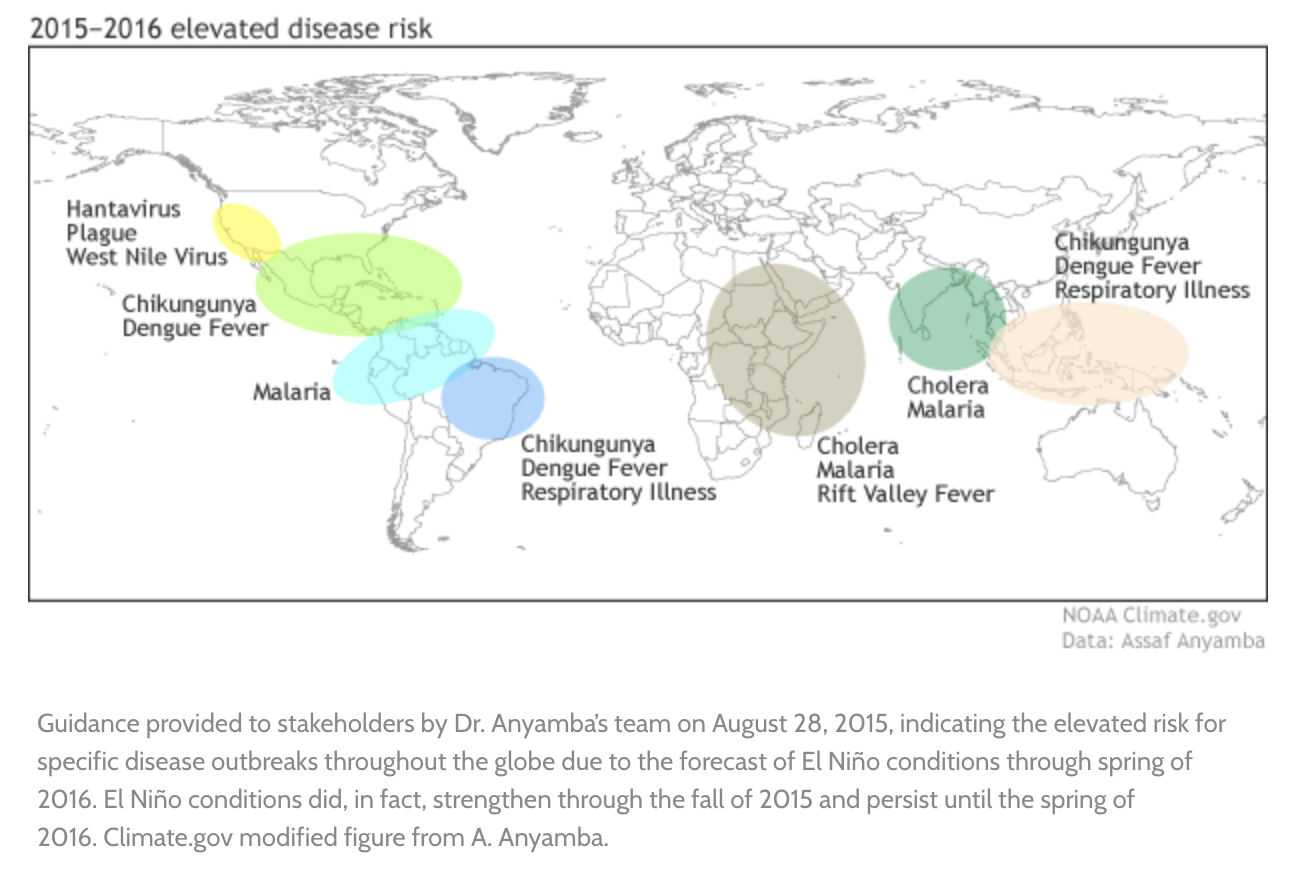 2015–2016 elevated disease risk
Hantavirus
Plague
West Nile Virus
Chikungunya
Dengue Fever
Malaria
Chikungunya
Dengue Fever
Respiratory Illness
Cholera
Malaria
Rift Valley Fever
Cholera
Malaria
Chikungunya
Dengue Fever
Respiratory Illness
NOAA Climate.gov
Data: Assaf Anyamba
Guidance provided to stakeholders by Dr. Anyamba’s team on August 28, 2015, indicating the elevated risk for
specific disease outbreaks throughout the globe due to the forecast of El Niño conditions through spring of
2016. El Niño conditions did, in fact, strengthen through the fall of 2015 and persist until the spring of
2016. Climate.gov modified figure from A. Anyamba.